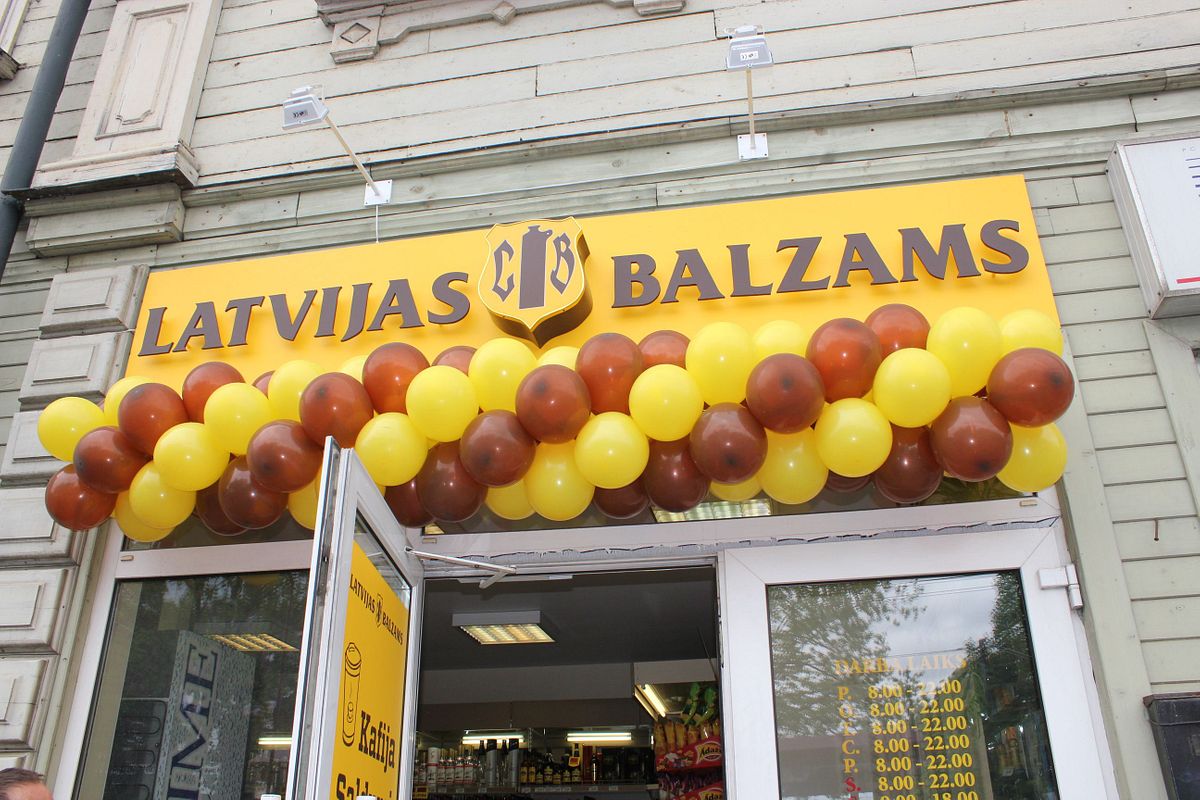 LATVIJAS LB BALZAMS
LATVIJAS BALZAMS
Kafija
DARBA LAIKS
P. 8.00 - 22.00
O. 8.00 - 22.00
T. 8.00 - 22.00
C. 8.00 - 22.00
P. 8.00 - 22.00
S. 8.00 - 22.00